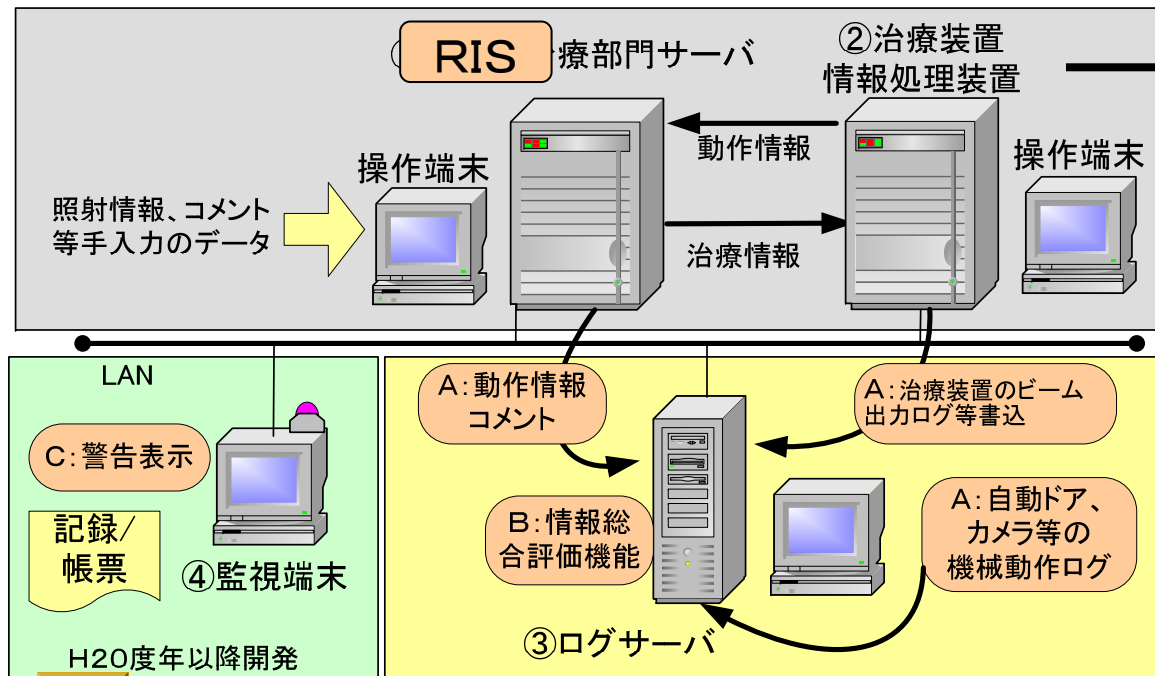 RIS
療部門サーバ
②治療装置
情報処理装置
動作情報
操作端末
操作端末
照射情報、コメント
等手入力のデータ
治療情報
LAN
A:動作情報
コメント
A:治療装置のビーム
出力ログ等書込
C:警告表示
記録/
帳票
④監視端末
B:情報総
合評価機能
A:自動ドア、
カメラ等の
機械動作ログ
③ログサーバ
H20度年以降開発